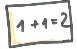 1 + 1 = 2